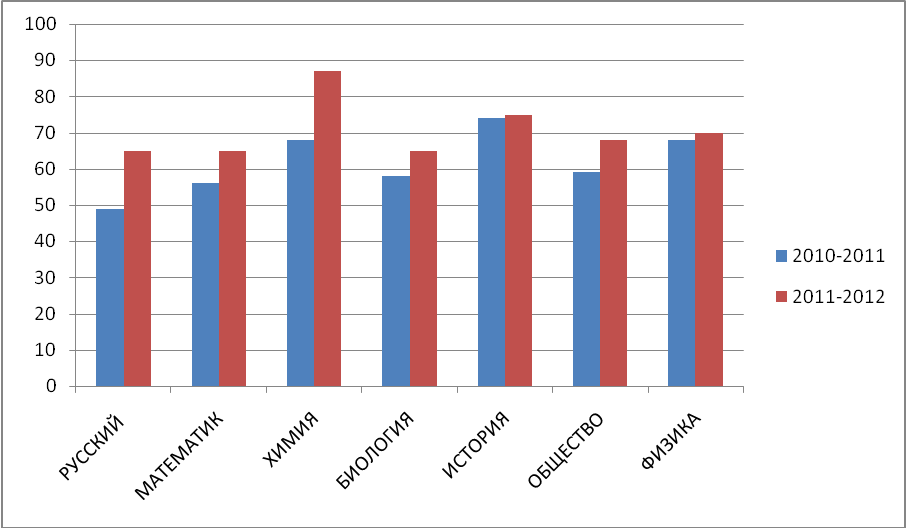 100
90
80
70
60
50
40
30
20
10
0
РУССКИЙ
МАТЕМАТИК
ХИМИЯ
БИОЛОГИЯ
ИСТОРИЯ
ОБЩЕСТВО
ФИЗИКА
2010-2011
2011-2012